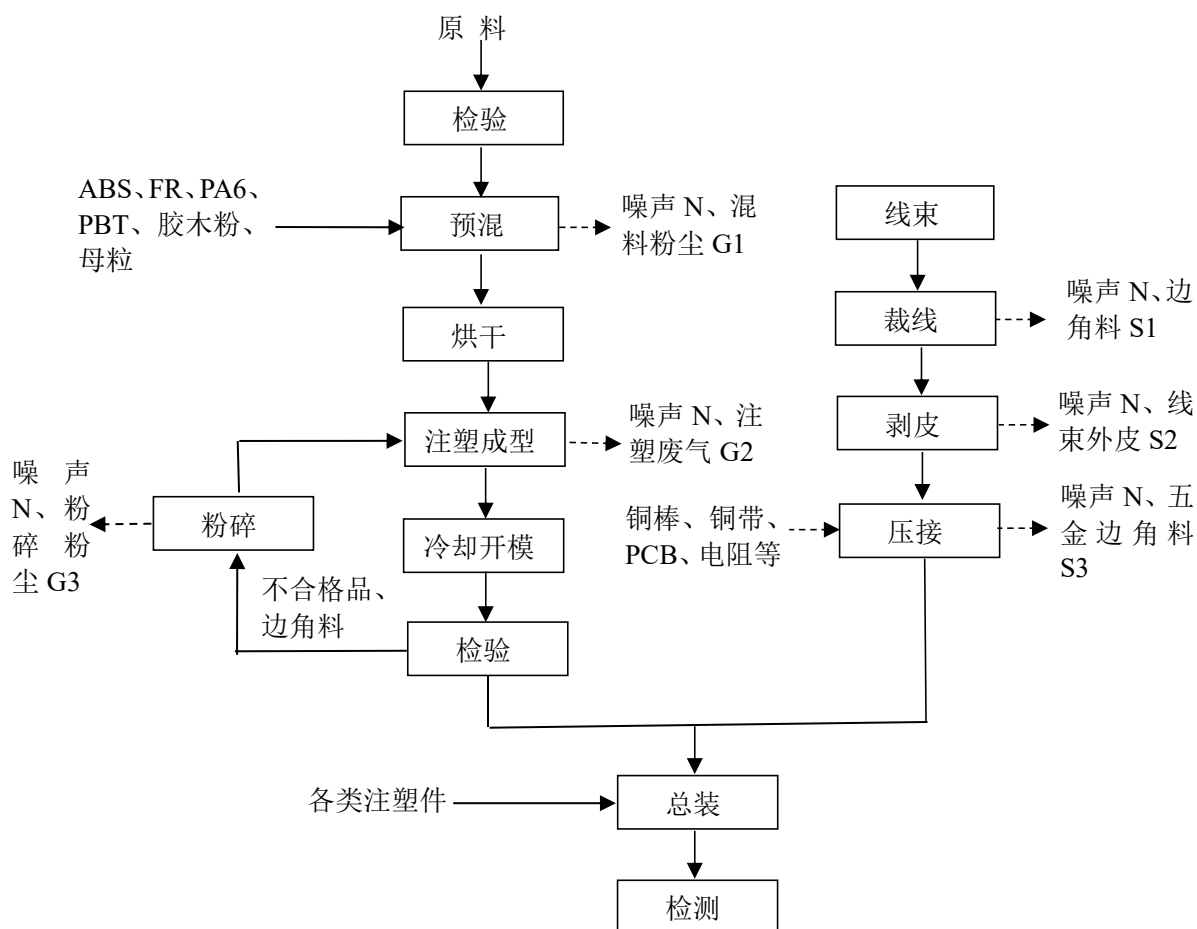 原 料
检验
ABS、FR、PA6、
PBT、胶木粉、
母粒
预混
噪声 N、混
料粉尘 G1
线束
烘干
裁线
噪声 N、边
角料 S1
注塑成型
噪声 N、注
塑废气 G2
剥皮
噪声 N、线
束外皮 S2
噪声
N、粉
碎粉
尘 G3
粉碎
冷却开模
铜棒、铜带、
PCB、电阻等
压接
噪声 N、五
金边角料
S3
不合格品、
边角料
检验
各类注塑件
总装
检测